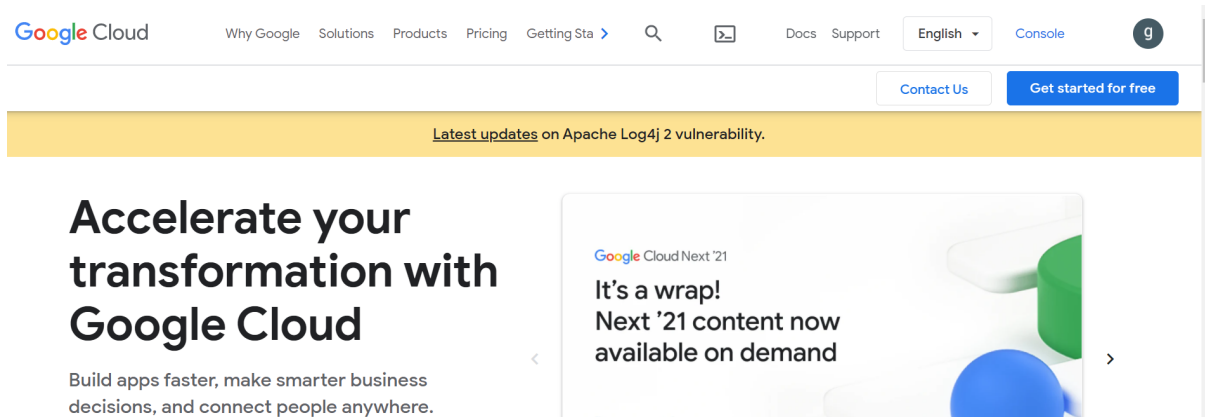 Google Cloud Why Google Solutions Products Pricing Getting Sta Docs Support English Console g
Contact Us Get started for free
Latest updates on Apache Log4j 2 vulnerability.
Accelerate your
transformation with
Google Cloud
Build apps faster, make smarter business
decisions, and connect people anywhere.
Google Cloud Next '21
It's a wrap!
Next '21 content now
available on demand